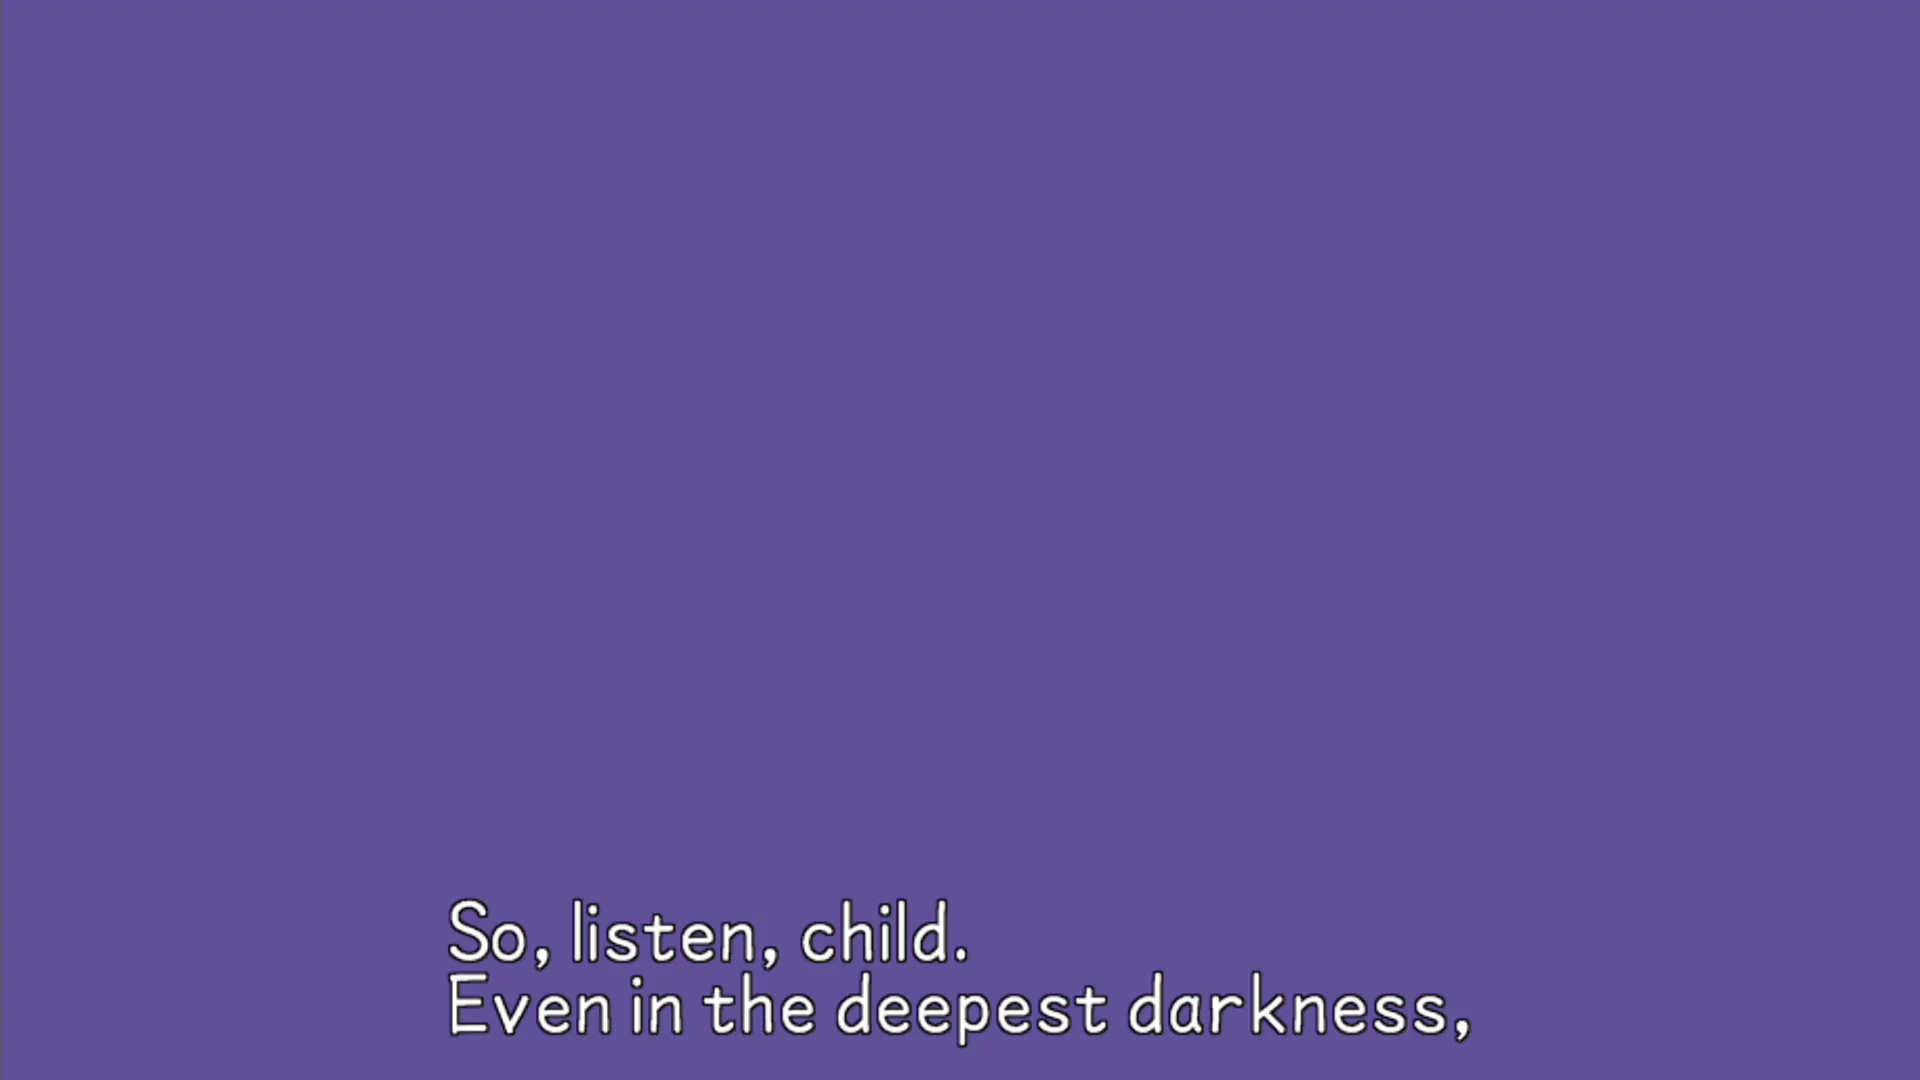 So, listen, child.
Even in the deepest darkness,